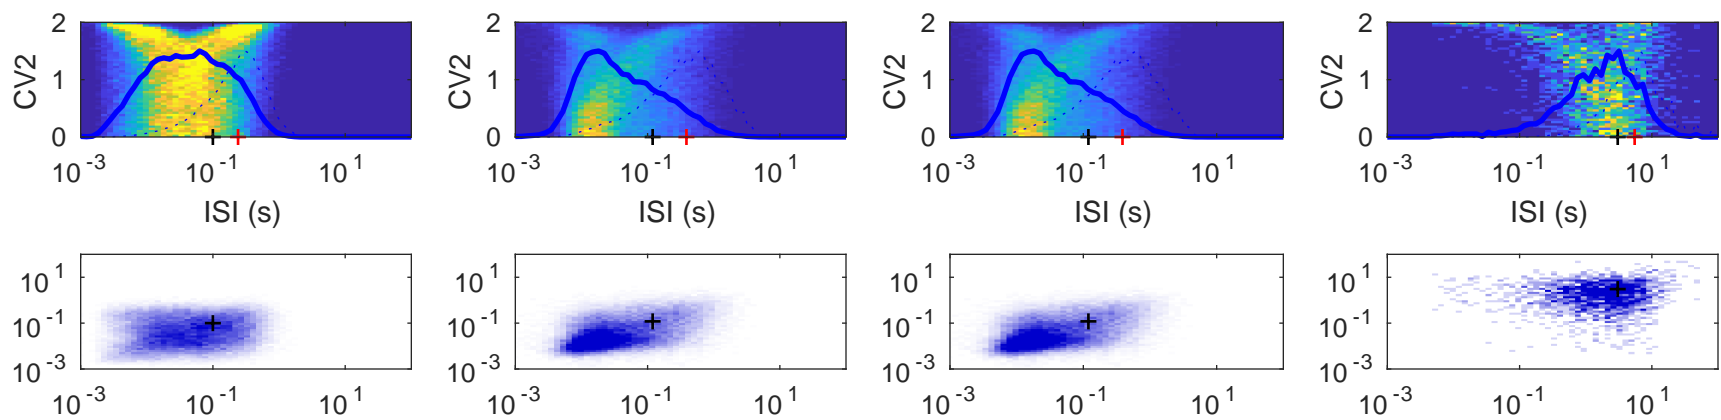 2 2 2 2
CV2 CV2 CV2 CV2
1 1 1 1
0 0 0 0
10^-3 10^-1 10^1 10^-3 10^-1 10^1 10^-3 10^-1 10^1 10^-3 10^-1 10^1
ISI (s) ISI (s) ISI (s) ISI (s)
10^1 10^1 10^1 10^1
10^-1 10^-1 10^-1 10^-1
10^-3 10^-3 10^-3 10^-3
10^-3 10^-1 10^1 10^-3 10^-1 10^1 10^-3 10^-1 10^1 10^-3 10^-1 10^1